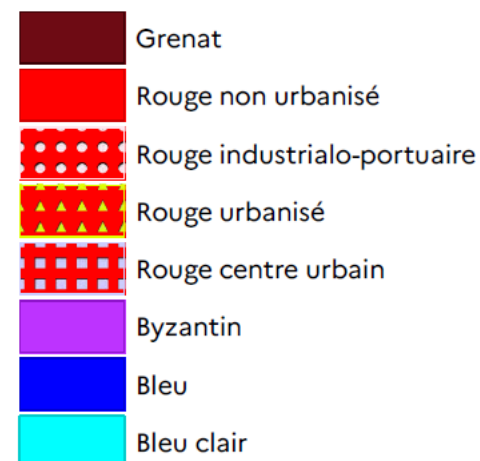 Grenat
Rouge non urbanisé
Rouge industrialo-portuaire
Rouge urbanisé
Rouge centre urbain
Byzantin
Bleu
Bleu clair